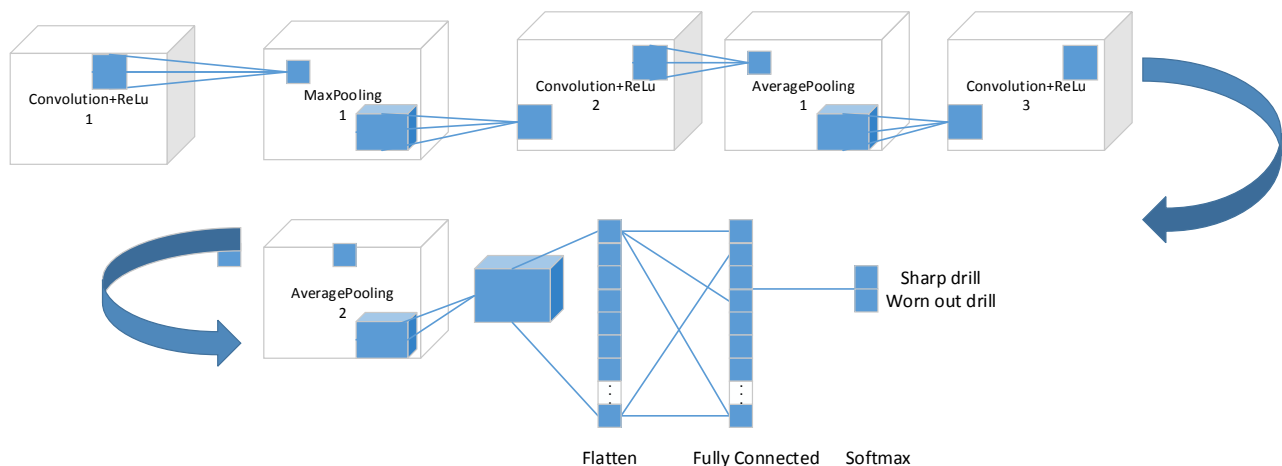 Convolution+ReLu
1
MaxPooling
1
Convolution+ReLu
2
AveragePooling
1
Convolution+ReLu
3
AveragePooling
2
Sharp drill
Worn out drill
Flatten
Fully Connected
Softmax